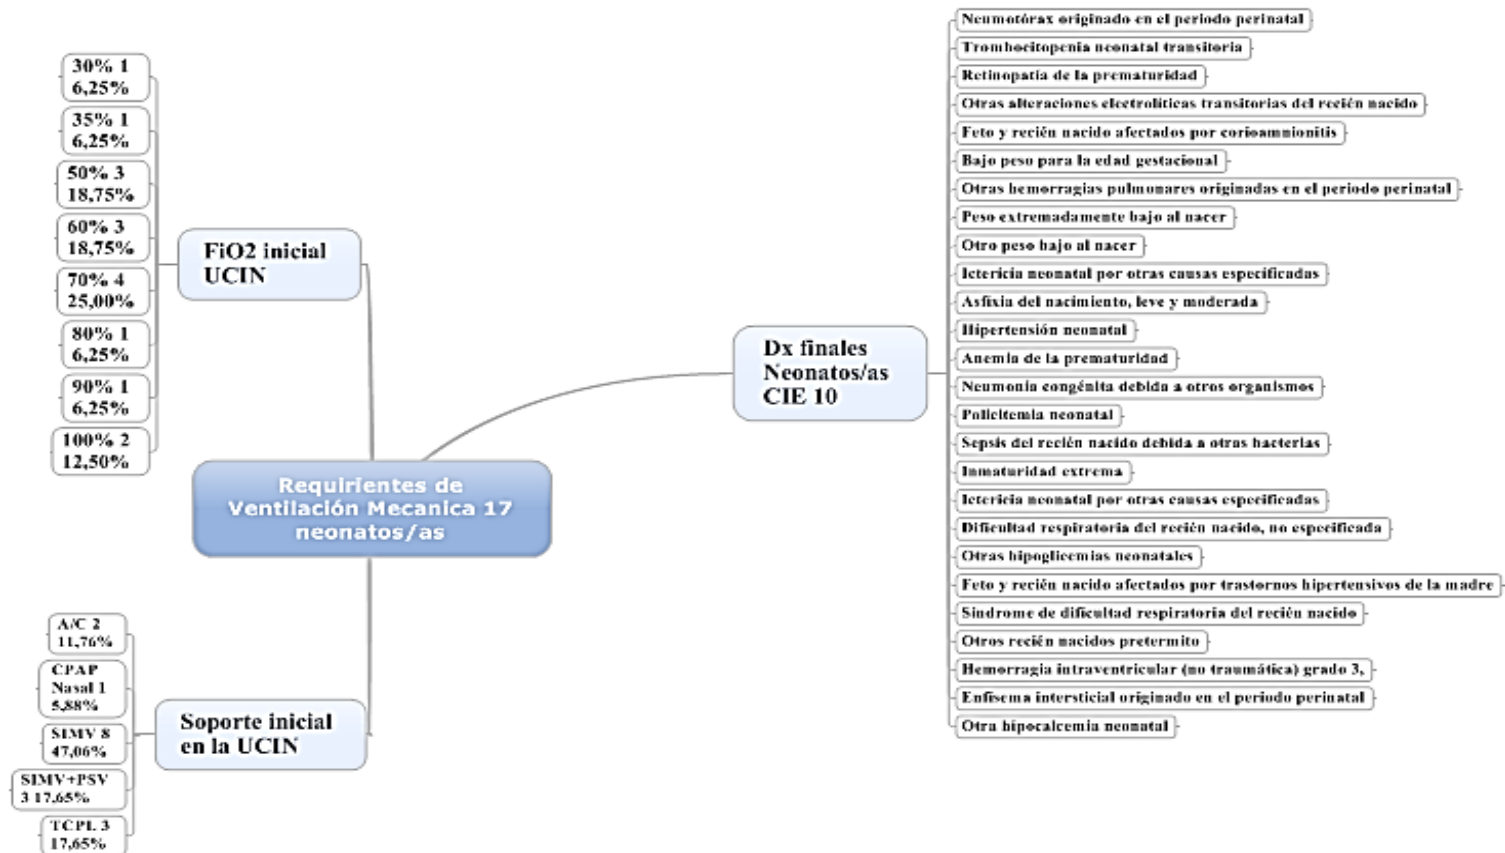 30% 1
6,25%
35% 1
6,25%
50% 3
18,75%
60% 3
18,75%
70% 4
25,00%
80% 1
6,25%
90% 1
6,25%
100% 2
12,50%
FiO2 inicial
UCIN
Requirientes de
Ventilación Mecanica 17
neonatos/as
A/C 2
11,76%
CPAP
Nasal 1
5,88%
SIMV 8
47,06%
SIMV+PSV
3 17,65%
TCPL 3
17,65%
Soporte inicial
en la UCIN
Dx finales
Neonatos/as
CIE 10
Neumotórax originado en el periodo perinatal
Trombocitopenia neonatal transitoria
Retinopatía de la prematuridad
Otras alteraciones electrolíticas transitorias del recién nacido
Feto y recién nacido afectados por corioamnionitis
Bajo peso para la edad gestacional
Otras hemorragias pulmonares originadas en el periodo perinatal
Peso extremadamente bajo al nacer
Otro peso bajo al nacer
Ictericia neonatal por otras causas especificadas
Asfixia del nacimiento, leve y moderada
Hipertensión neonatal
Anemia de la prematuridad
Neumonía congénita debida a otros organismos
Policitemia neonatal
Sepsis del recién nacido debida a otras bacterias
Inmaturidad extrema
Ictericia neonatal por otras causas especificadas
Dificultad respiratoria del recién nacido, no especificada
Otras hipoglicemias neonatales
Feto y recién nacido afectados por trastornos hipertensivos de la madre
Síndrome de dificultad respiratoria del recién nacido
Otros recién nacidos pretermito
Hemorragia intraventricular (no traumática) grado 3,
Enfisema intersticial originado en el periodo perinatal
Otra hipocalcemia neonatal